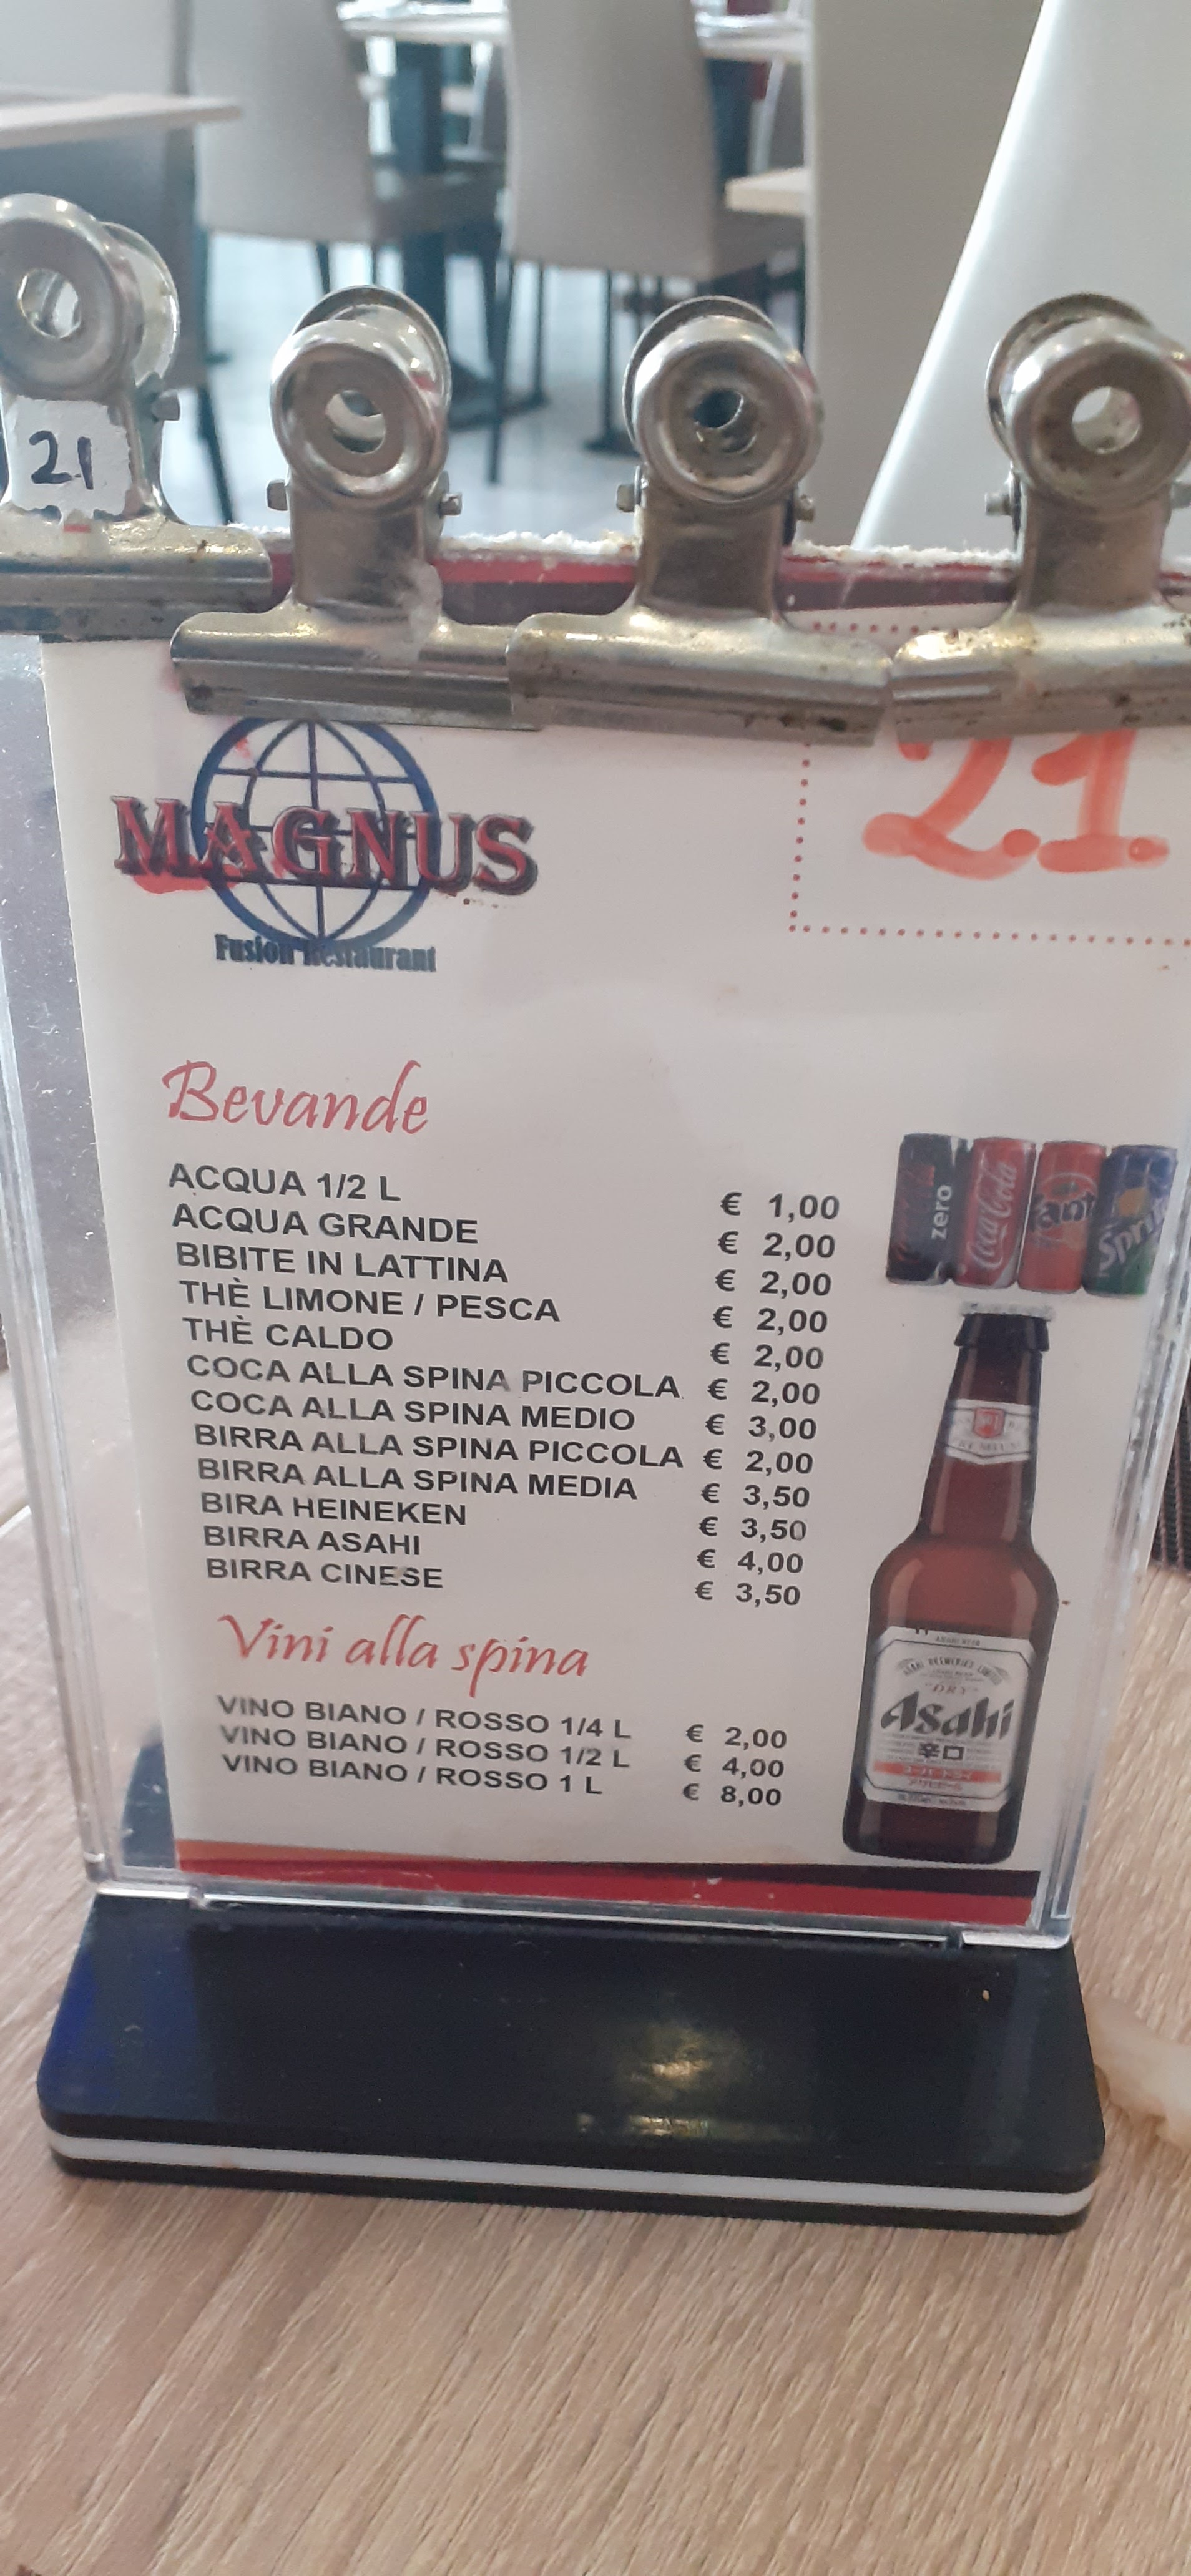 21
21
MAGNUS
Fusion Restaurant
Bevande
ACQUA 1/2 L € 1,00
ACQUA GRANDE € 2,00
BIBITE IN LATTINA € 2,00
THÈ LIMONE / PESCA € 2,00
THÈ CALDO € 2,00
COCA ALLA SPINA PICCOLA € 2,00
COCA ALLA SPINA MEDIO € 3,00
BIRRA ALLA SPINA PICCOLA € 2,00
BIRRA ALLA SPINA MEDIA € 3,50
BIRA HEINEKEN € 3,50
BIRRA ASAHI € 4,00
BIRRA CINESE € 3,50
zero
Coca-Cola
Vini alla spina
VINO BIANO / ROSSO 1/4 L € 2,00
VINO BIANO / ROSSO 1/2 L € 4,00
VINO BIANO / ROSSO 1 L € 8,00
"DRY"
Asahi
辛口